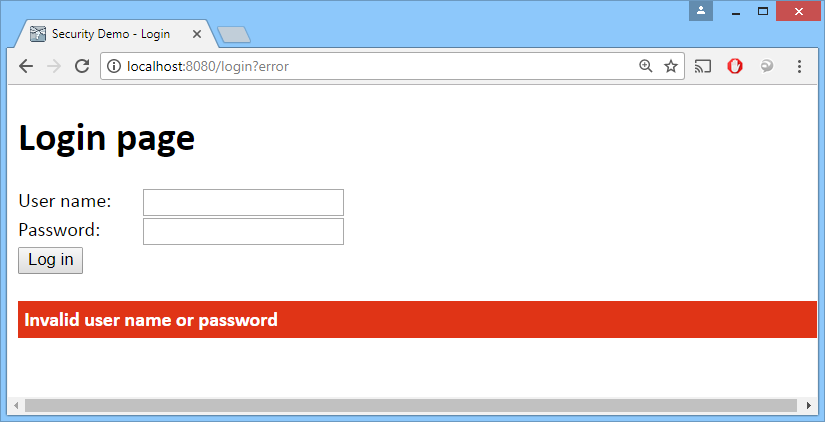 Security Demo - Login
localhost:8080/login?error
Login page
User name:
Password:
Log in
Invalid user name or password